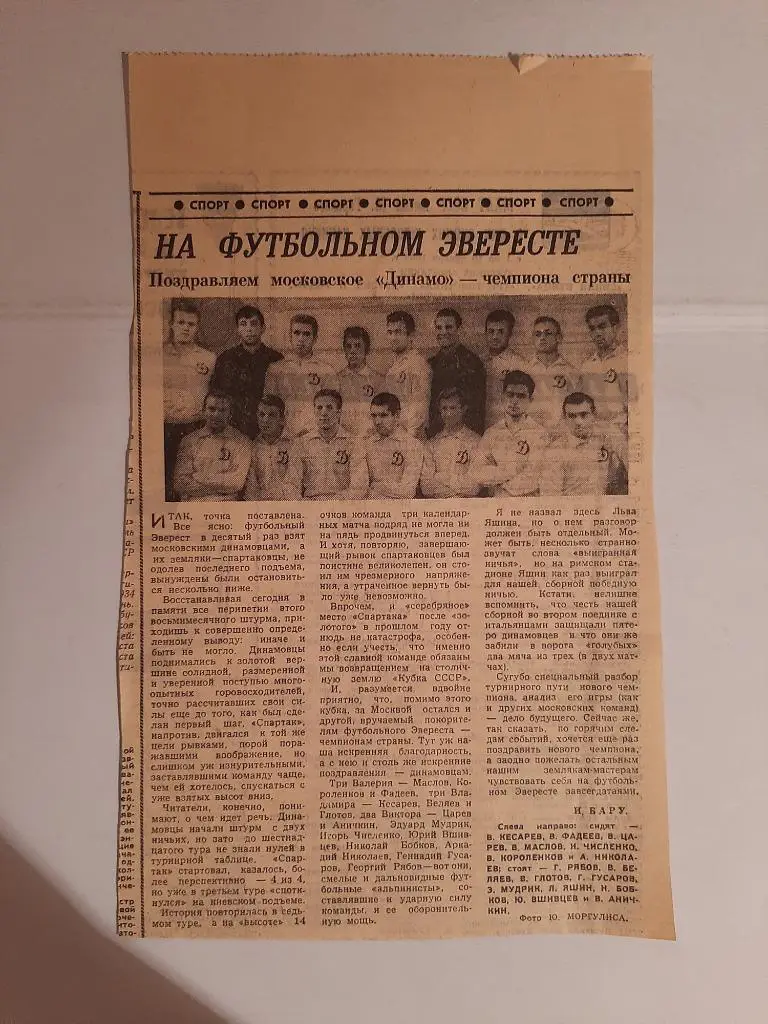 ● СПОРТ ● СПОРТ ● СПОРТ ● СПОРТ ● СПОРТ ● СПОРТ ● СПОРТ ●
НА ФУТБОЛЬНОМ ЭВЕРЕСТЕ
Поздравляем московское «Динамо» — чемпиона страны
ИТАК, точка поставлена.
Все ясно: футбольный
Эверест в десятый раз взят
московскими динамовцами, а
их земляки—спартаковцы, не
одолев последнего подъема,
вынуждены были остановить-
ся несколько ниже.
Восстанавливая сегодня в
памяти все перипетии этого
восьмимесячного штурма, при-
ходишь к совершенно опреде-
ленному выводу: иначе и
быть не могло. Динамовцы
поднимались к золотой вер-
шине солидной, размеренной
и уверенной поступью много-
опытных горовосходителей,
точно рассчитавших свои си-
лы еще до того, как был сде-
лан первый шаг, «Спартак»,
напротив, двигался к той же
цели рывками, порой пора-
жавшими воображение, но
слишком уж изнурительными,
заставлявшими команду чаще,
чем ей хотелось, спускаться с
уже взятых высот вниз.
Читатели, конечно, пони-
мают, о чем идет речь. Дина-
мовцы начали штурм с двух
ничьих, но зато до шестнад-
цатого тура не знали нулей в
турнирной таблице. «Спар-
так» стартовал, казалось, бо-
лее перспективно — 4 из 4,
но уже в третьем туре «спотк-
нулся» на киевском подъеме.
История повторилась в седь-
мом туре, а на «высоте» 14
очков команда три календар-
ных матча подряд не могла ни
на пядь продвинуться вперед.
И хотя, повторяю, завершаю-
щий рывок спартаковцев был
поистине великолепен, он сто-
ил им чрезмерного напряже-
ния, а утраченное вернуть бы-
ло уже невозможно.
Впрочем, и «серебряное»
место «Спартака» после «зо-
лотого» в прошлом году от-
нюдь не катастрофа, особен-
но если учесть, что именно
этой славной команде обязаны
мы возвращением на столич-
ную землю «Кубка СССР».
И, разумеется, вдвойне
приятно, что, помимо этого
кубка, за Москвой остался и
другой, вручаемый покорите-
лям футбольного Эвереста —
чемпионам страны. Тут уж на-
ша искренняя благодарность,
а с нею и столь же искренние
поздравления — динамовцам.
Три Валерия — Маслов, Ко-
роленков и Фадеев, три Вла-
димира — Кесарев, Беляев и
Глотов, два Виктора — Царев
и Аничкин, Эдуард Мудрик,
Игорь Численко, Юрий Вшив-
цев, Николай Бобков, Арка-
дий Николаев, Геннадий Гуса-
ров, Георгий Рябов—вот они,
смелые и дальновидные фут-
больные «альпинисты», со-
ставлявшие и ударную силу
команды, и ее оборонитель-
ную мощь.
Я не назвал здесь Льва
Яшина, но о нем разговор
должен быть отдельный. Мо-
жет быть, несколько странно
звучат слова «выигранная
ничья», но на римском ста-
дионе Яшин как раз выиграл
для нашей сборной победную
ничью. Кстати, нелишне
вспомнить, что честь нашей
сборной во втором поединке с
итальянцами защищали пяте-
ро динамовцев и что они же
забили в ворота «голубых»
два мяча из трех (в двух мат-
чах).
Сугубо специальный разбор
турнирного пути нового чем-
пиона, анализ его игры (как
и других московских команд)
— дело будущего. Сейчас же,
так сказать, по горячим сле-
дам событий, хочется еще раз
поздравить нового чемпиона,
а заодно пожелать остальным
нашим землякам-мастерам
чувствовать себя на футболь-
ном Эвересте завсегдатаями.
И. БАРУ.
Слева направо: сидят —
В. КЕСАРЕВ, В. ФАДЕЕВ, В. ЦА-
РЕВ, В. МАСЛОВ, И. ЧИСЛЕНКО,
В. КОРОЛЕНКОВ и А. НИКОЛА-
ЕВ; стоят — Г. РЯБОВ, В. БЕ-
ЛЯЕВ, В. ГЛОТОВ, Г. ГУСАРОВ,
Э. МУДРИК, Л. ЯШИН, Н. БОБ-
КОВ, Ю. ВШИВЦЕВ и В. АНИЧ-
КИН.
Фото Ю. МОРГУЛИСА.